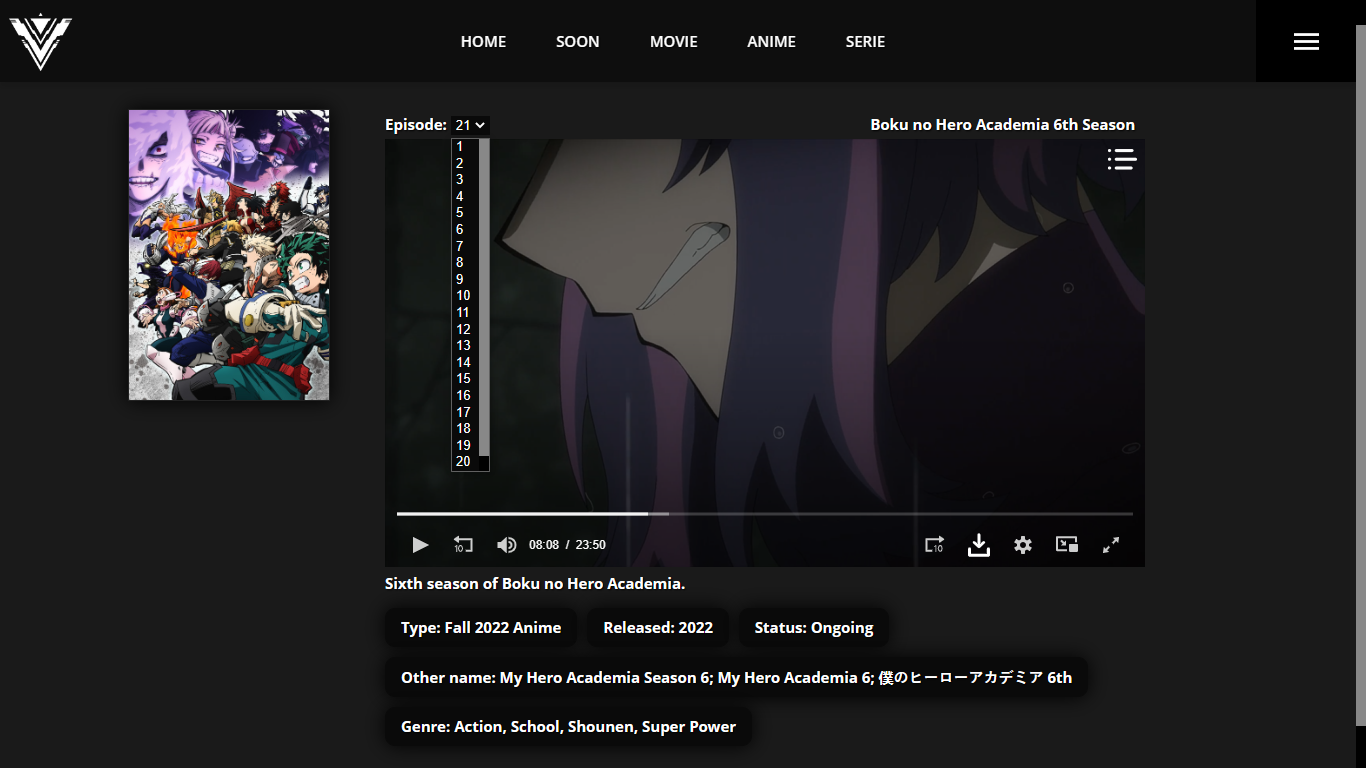 HOME SOON MOVIE ANIME SERIE
Episode: 21
Boku no Hero Academia 6th Season
1
2
3
4
5
6
7
8
9
10
11
12
13
14
15
16
17
18
19
20
10 08:08 / 23:50 10
Sixth season of Boku no Hero Academia.
Type: Fall 2022 Anime Released: 2022 Status: Ongoing
Other name: My Hero Academia Season 6; My Hero Academia 6; 僕のヒーローアカデミア 6th
Genre: Action, School, Shounen, Super Power